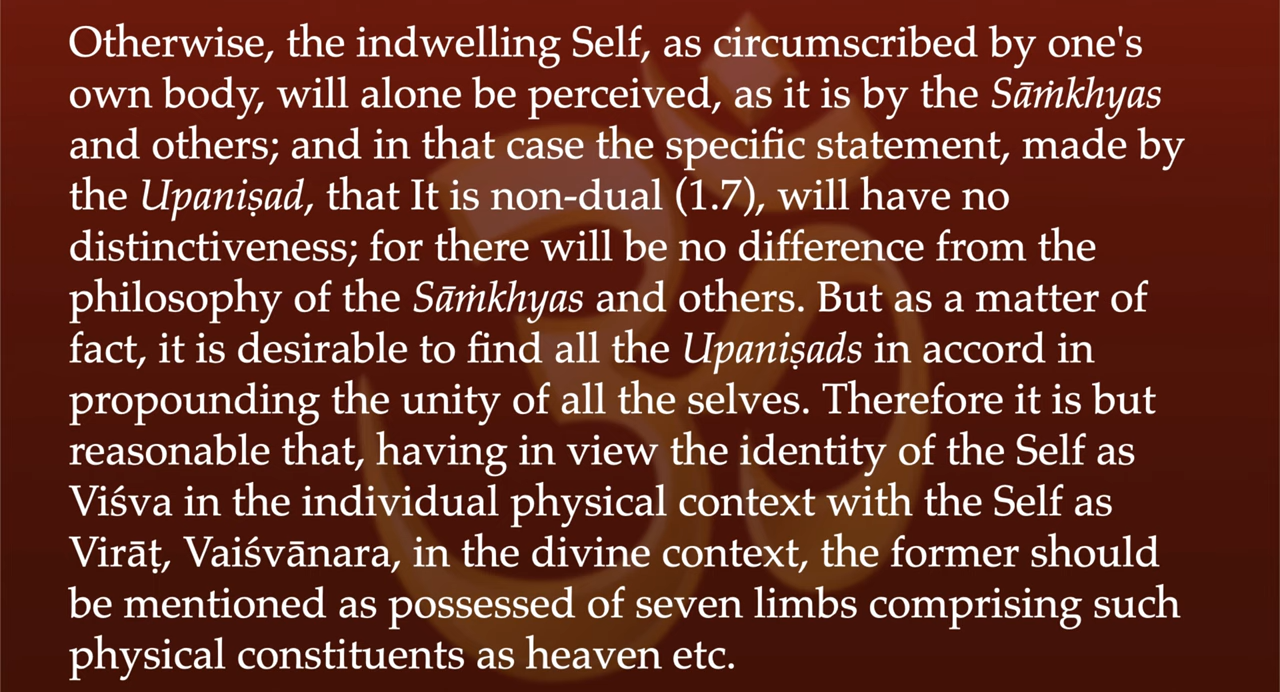 Otherwise, the indwelling Self, as circumscribed by one's
own body, will alone be perceived, as it is by the Sāṁkhyas
and others; and in that case the specific statement, made by
the Upaniṣad, that It is non-dual (1.7), will have no
distinctiveness; for there will be no difference from the
philosophy of the Sāṁkhyas and others. But as a matter of
fact, it is desirable to find all the Upaniṣads in accord in
propounding the unity of all the selves. Therefore it is but
reasonable that, having in view the identity of the Self as
Viśva in the individual physical context with the Self as
Virāṭ, Vaiśvānara, in the divine context, the former should
be mentioned as possessed of seven limbs comprising such
physical constituents as heaven etc.